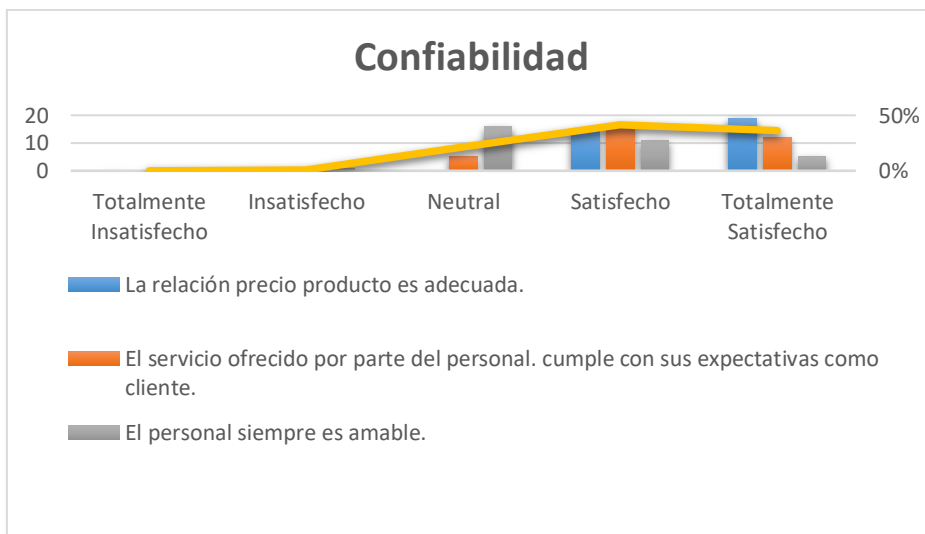 Confiabilidad
20
10
0
50%
0%
Totalmente
Insatisfecho
Insatisfecho
Neutral
Satisfecho
Totalmente
Satisfecho
La relación precio producto es adecuada.
El servicio ofrecido por parte del personal. cumple con sus expectativas como
cliente.
El personal siempre es amable.